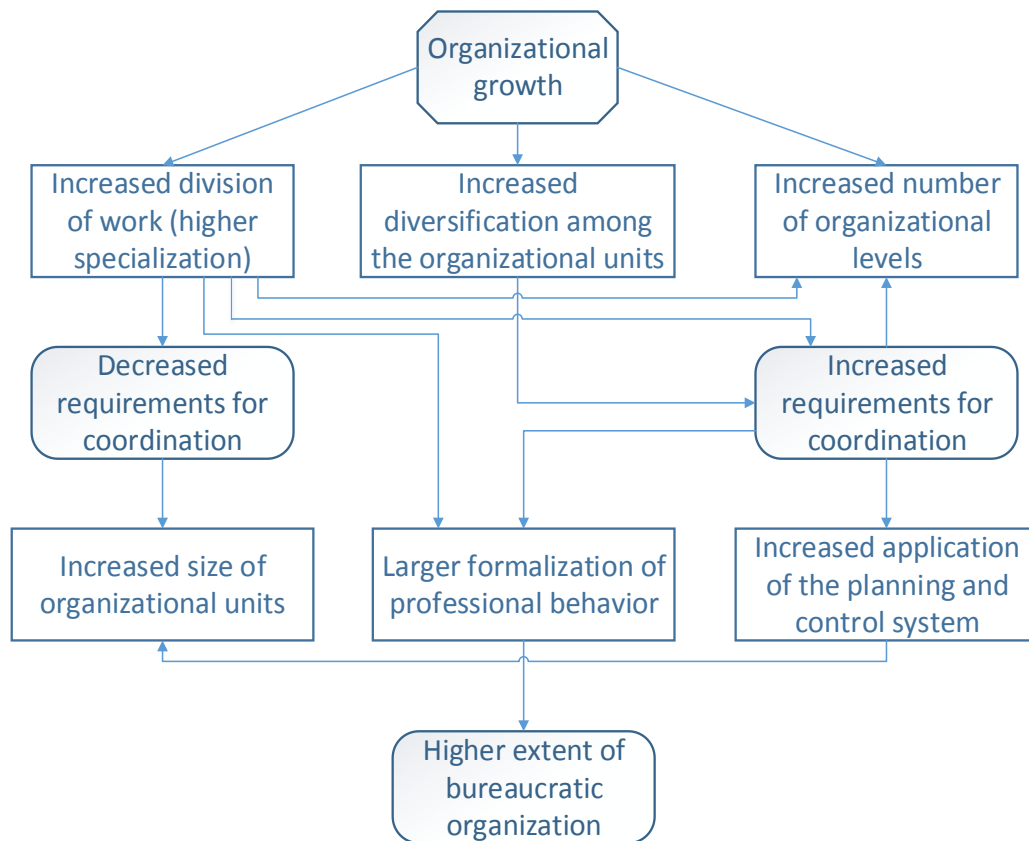 Organizational
growth
Increased division
of work (higher
specialization)
Increased
diversification among
the organizational units
Increased number
of organizational
levels
Decreased
requirements for
coordination
Increased
requirements for
coordination
Increased size of
organizational units
Larger formalization of
professional behavior
Increased application
of the planning and
control system
Higher extent of
bureaucratic
organization